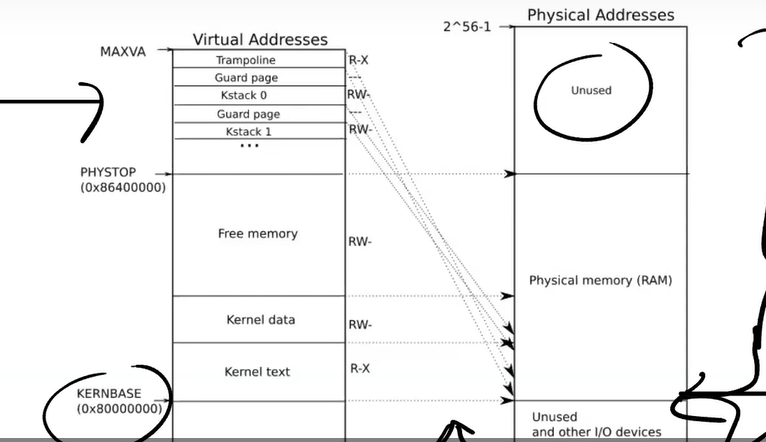 Physical Addresses
2^56-1
Virtual Addresses
MAXVA
Trampoline
R-X
Guard page
---
Unused
Kstack 0
RW-
Guard page
---
Kstack 1
RW-
...
PHYSTOP
(0x86400000)
Free memory
RW-
Physical memory (RAM)
Kernel data
RW-
Kernel text
R-X
KERNBASE
(0x80000000)
Unused
and other I/O devices